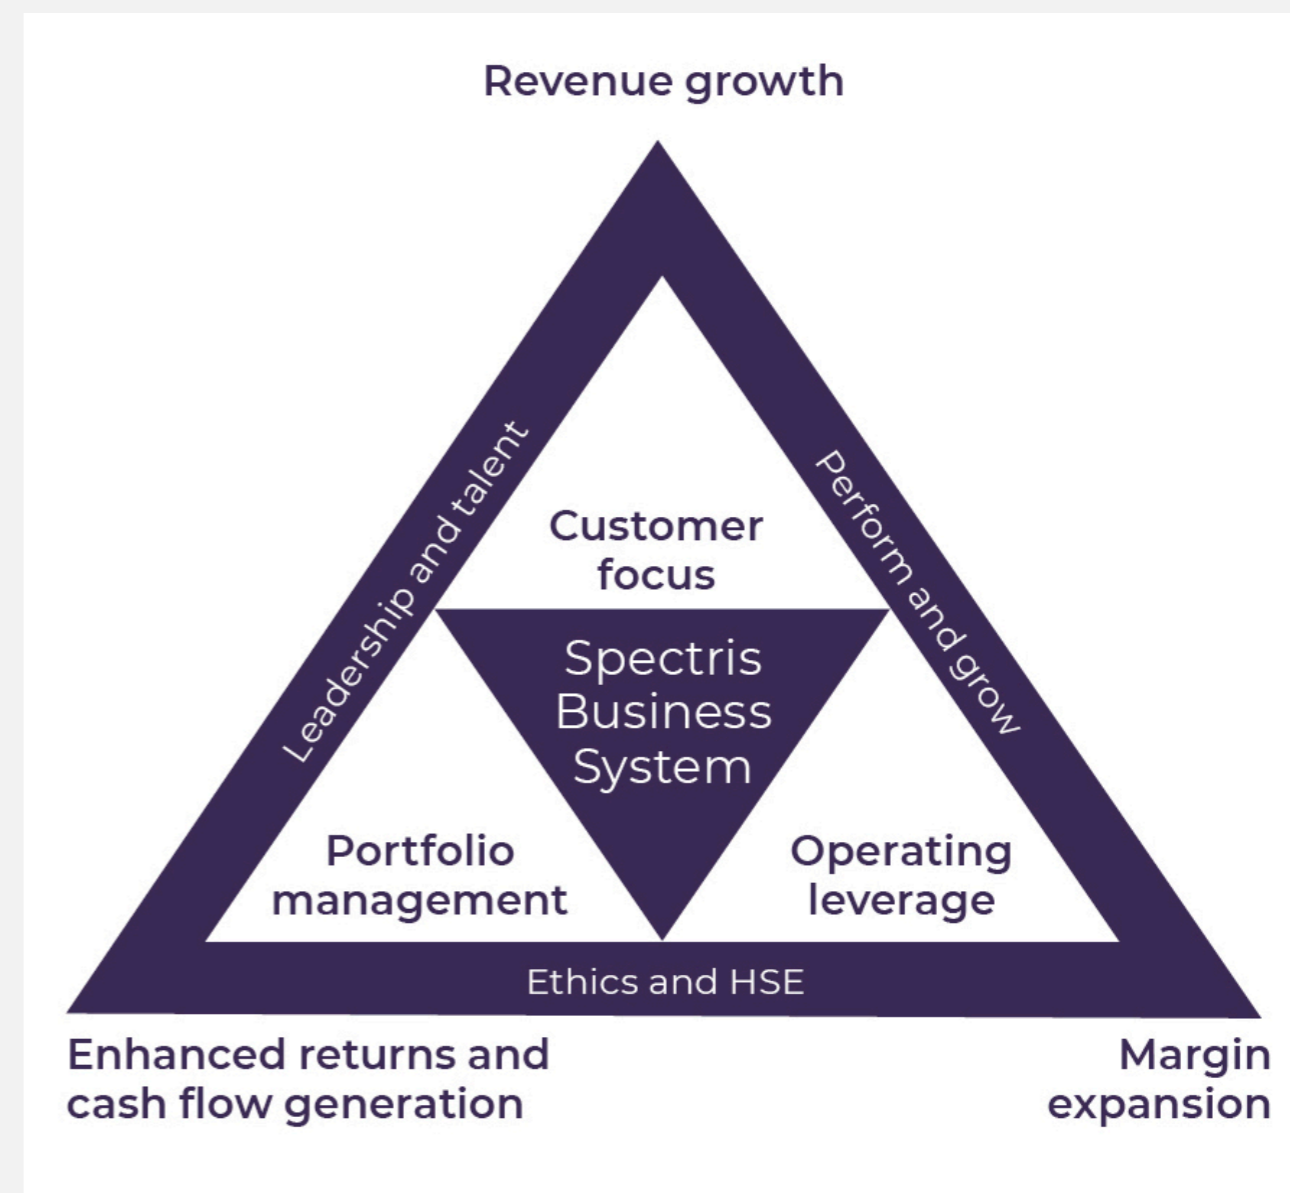 Revenue growth
Leadership and talent
Perform and grow
Customer
focus
Spectris
Business
System
Portfolio
management
Operating
leverage
Ethics and HSE
Enhanced returns and
cash flow generation
Margin
expansion